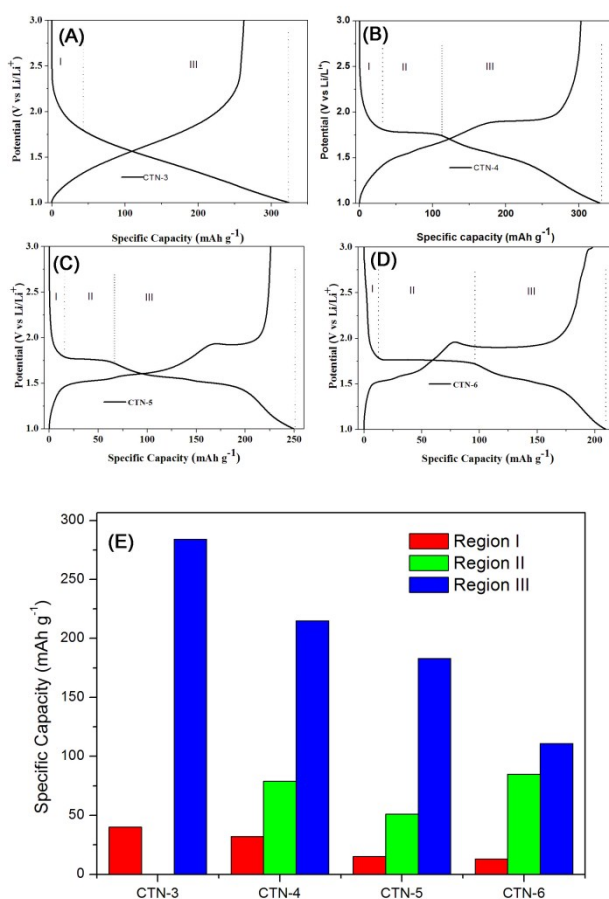 (A)
I
III
CTN-3
3.0
2.5
2.0
1.5
1.0
0
100
200
300
Potential (V vs Li/Li⁺)
Specific Capacity (mAh g⁻¹)
(B)
I
II
III
CTN-4
3.0
2.5
2.0
1.5
1.0
0
100
200
300
Specific capacity (mAh g⁻¹)
(C)
I
II
III
CTN-5
3.0
2.5
2.0
1.5
1.0
0
50
100
150
200
250
Potential (V vs Li/Li⁺)
Specific Capacity (mAh g⁻¹)
(D)
I
II
III
CTN-6
3.0
2.5
2.0
1.5
1.0
0
50
100
150
200
Potential (V vs Li/Li⁺)
Specific Capacity (mAh g⁻¹)
(E)
Region I
Region II
Region III
300
250
200
150
100
50
0
Specific Capacity (mAh g⁻¹)
CTN-3
CTN-4
CTN-5
CTN-6